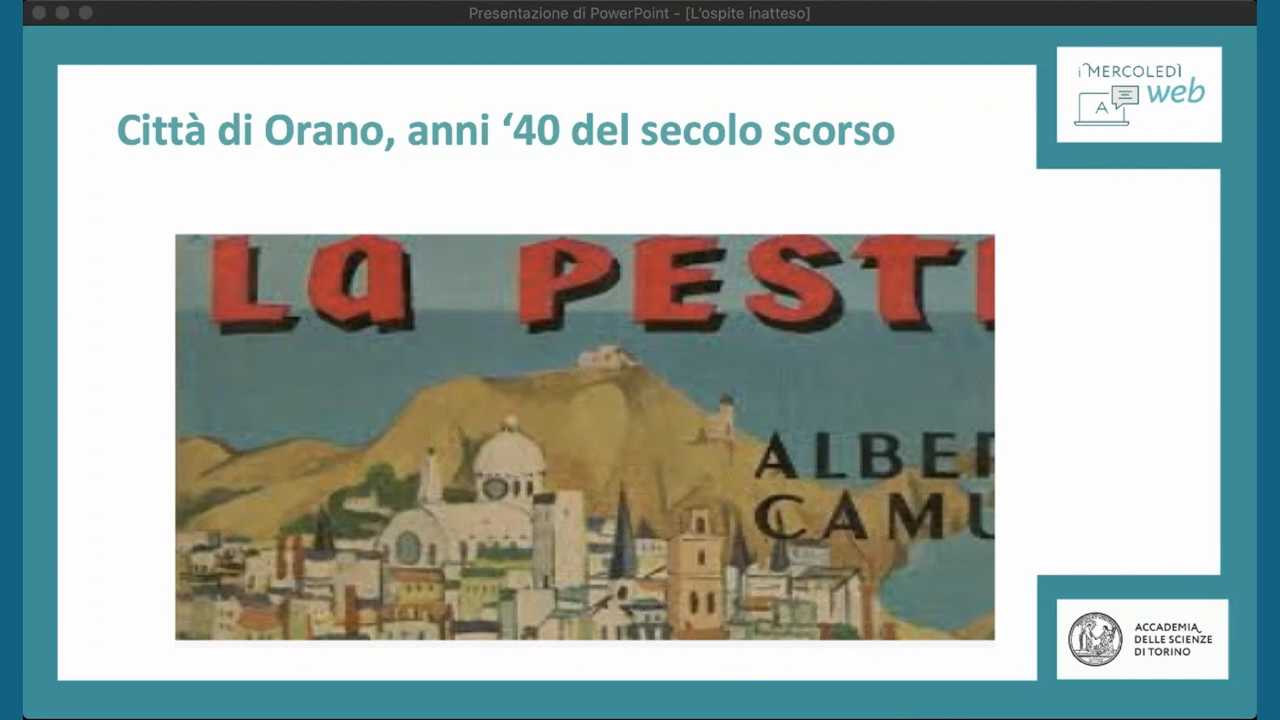 Presentazione di PowerPoint - [L'ospite inatteso]
i MERCOLEDÌ
A
web
Città di Orano, anni ‘40 del secolo scorso
La PEST
ALBER
CAMU
ACCADEMIA
DELLE SCIENZE
DI TORINO